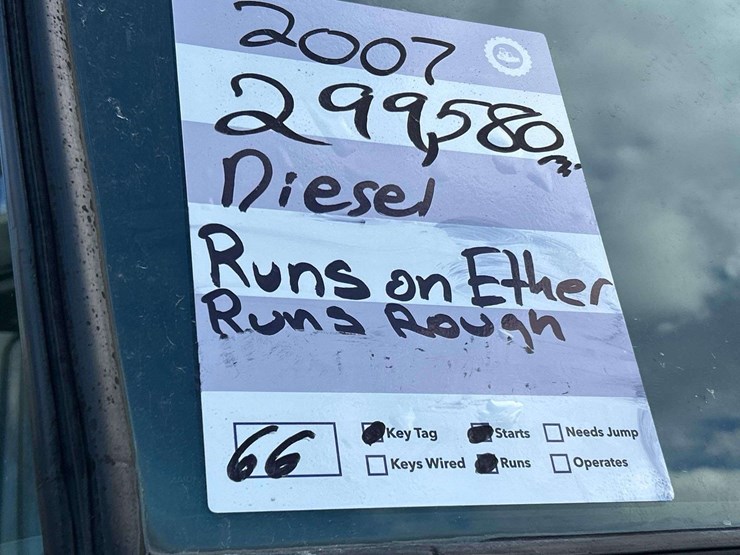 2007
299,580 mi.
Diesel
Runs on Ether
Runs Rough
66
Key Tag Starts Needs Jump
Keys Wired Runs Operates